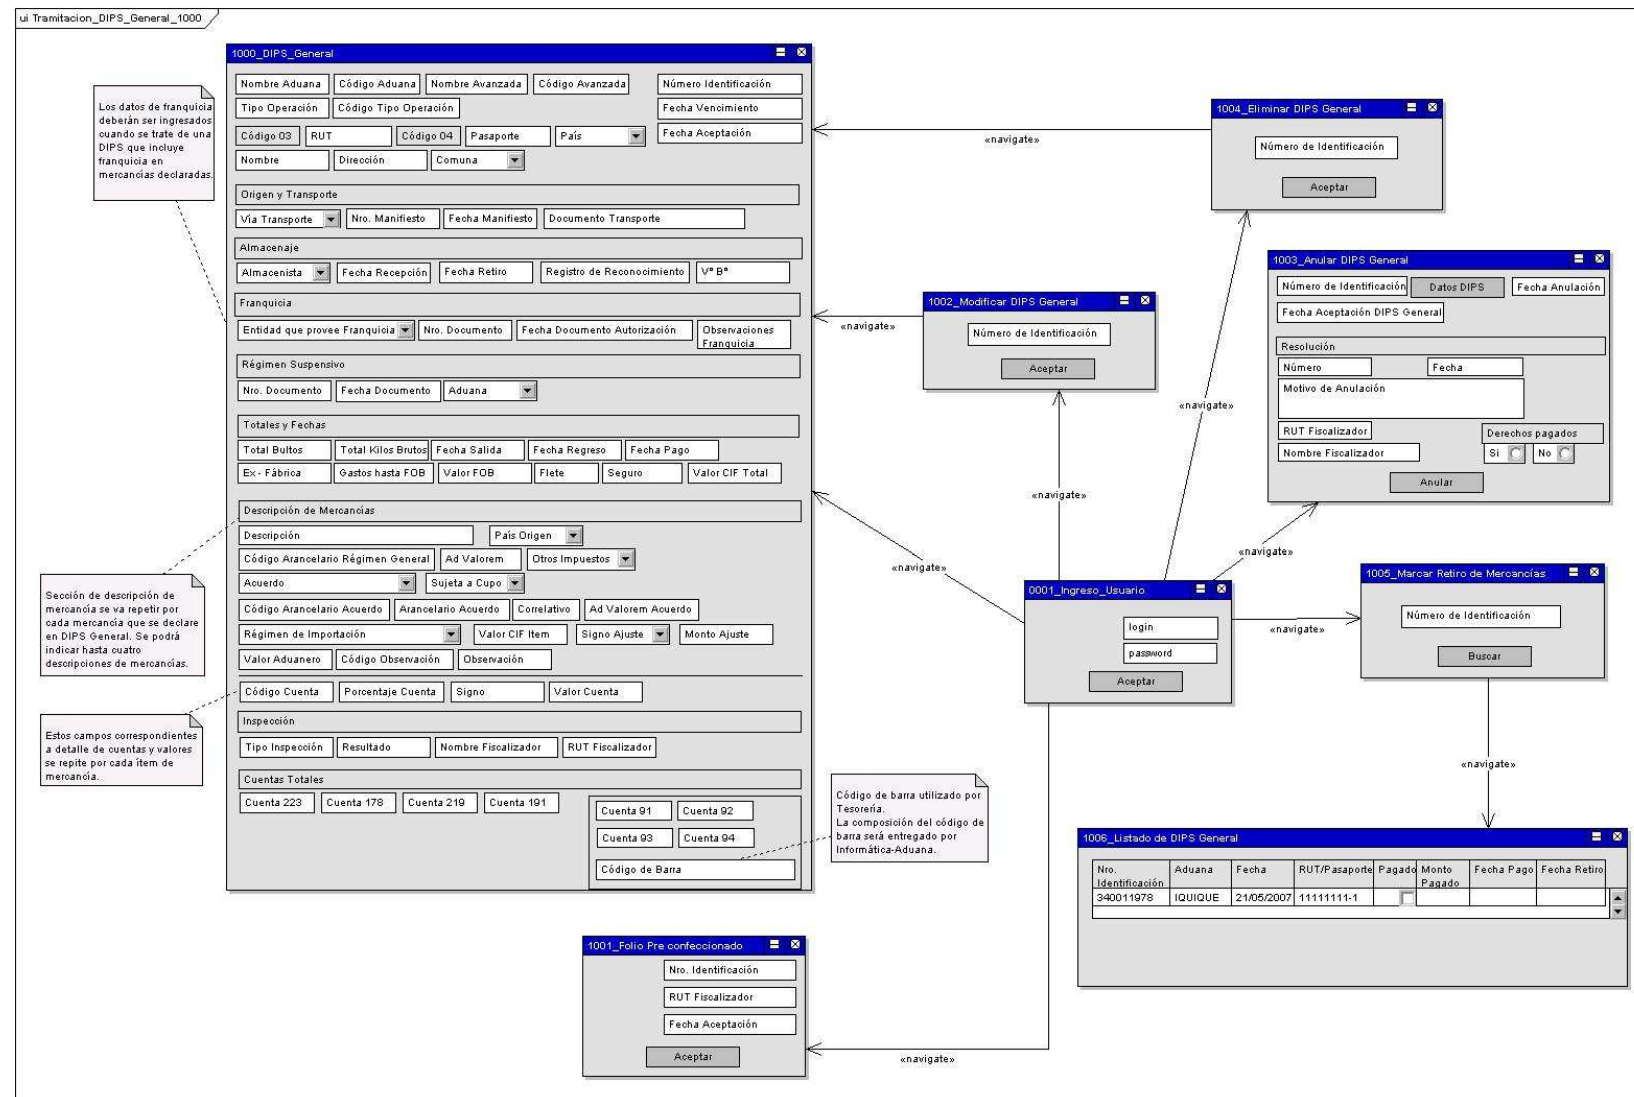 ui Tramitacion_DIPS_General_1000
1000_DIPS_General
Nombre Aduana Código Aduana Nombre Avanzada Código Avanzada Número Identificación
Tipo Operación Código Tipo Operación Fecha Vencimiento
Código 03 RUT Código 04 Pasaporte País Fecha Aceptación
Nombre Dirección Comuna
Origen y Transporte
Vía Transporte Nro. Manifiesto Fecha Manifiesto Documento Transporte
Almacenaje
Almacenista Fecha Recepción Fecha Retiro Registro de Reconocimiento Vº Bº
Franquicia
Entidad que provee Franquicia Nro. Documento Fecha Documento Autorización Observaciones
Franquicia
Régimen Suspensivo
Nro. Documento Fecha Documento Aduana
Totales y Fechas
Total Bultos Total Kilos Brutos Fecha Salida Fecha Regreso Fecha Pago
Ex - Fábrica Gastos hasta FOB Valor FOB Flete Seguro Valor CIF Total
Descripción de Mercancías
Descripción País Origen
Código Arancelario Régimen General Ad Valorem Otros Impuestos
Acuerdo Sujeta a Cupo
Código Arancelario Acuerdo Arancelario Acuerdo Correlativo Ad Valorem Acuerdo
Régimen de Importación Valor CIF Item Signo Ajuste Monto Ajuste
Valor Aduanero Código Observación Observación
Código Cuenta Porcentaje Cuenta Signo Valor Cuenta
Inspección
Tipo Inspección Resultado Nombre Fiscalizador RUT Fiscalizador
Cuentas Totales
Cuenta 223 Cuenta 178 Cuenta 219 Cuenta 191
Cuenta 91 Cuenta 92
Cuenta 93 Cuenta 94
Código de Barra
Los datos de franquicia
deberán ser ingresados
cuando se trate de una
DIPS que incluye
franquicia en
mercancías declaradas.
Sección de descripción de
mercancía se va repetir por
cada mercancía que se declare
en DIPS General. Se podrá
indicar hasta cuatro
descripciones de mercancías.
Estos campos correspondientes
a detalle de cuentas y valores
se repite por cada ítem de
mercancía.
Código de barra utilizado por
Tesorería.
La composición del código de
barra será entregado por
Informática-Aduana.
1004_Eliminar DIPS General
Número de Identificación
Aceptar
«navigate»
1002_Modificar DIPS General
Número de Identificación
Aceptar
«navigate»
1003_Anular DIPS General
Número de Identificación Datos DIPS Fecha Anulación
Fecha Aceptación DIPS General
Resolución
Número Fecha
Motivo de Anulación
RUT Fiscalizador Derechos pagados
Nombre Fiscalizador Si No
Anular
«navigate»
«navigate»
«navigate»
«navigate»
0001_Ingreso_Usuario
login
password
Aceptar
«navigate»
1005_Marcar Retiro de Mercancías
Número de Identificación
Buscar
«navigate»
1006_Listado de DIPS General
Nro.
Identificación Aduana Fecha RUT/Pasaporte Pagado Monto
Pagado Fecha Pago Fecha Retiro
340011978 IQUIQUE 21/05/2007 11111111-1
1001_Folio Pre confeccionado
Nro. Identificación
RUT Fiscalizador
Fecha Aceptación
Aceptar
«navigate»